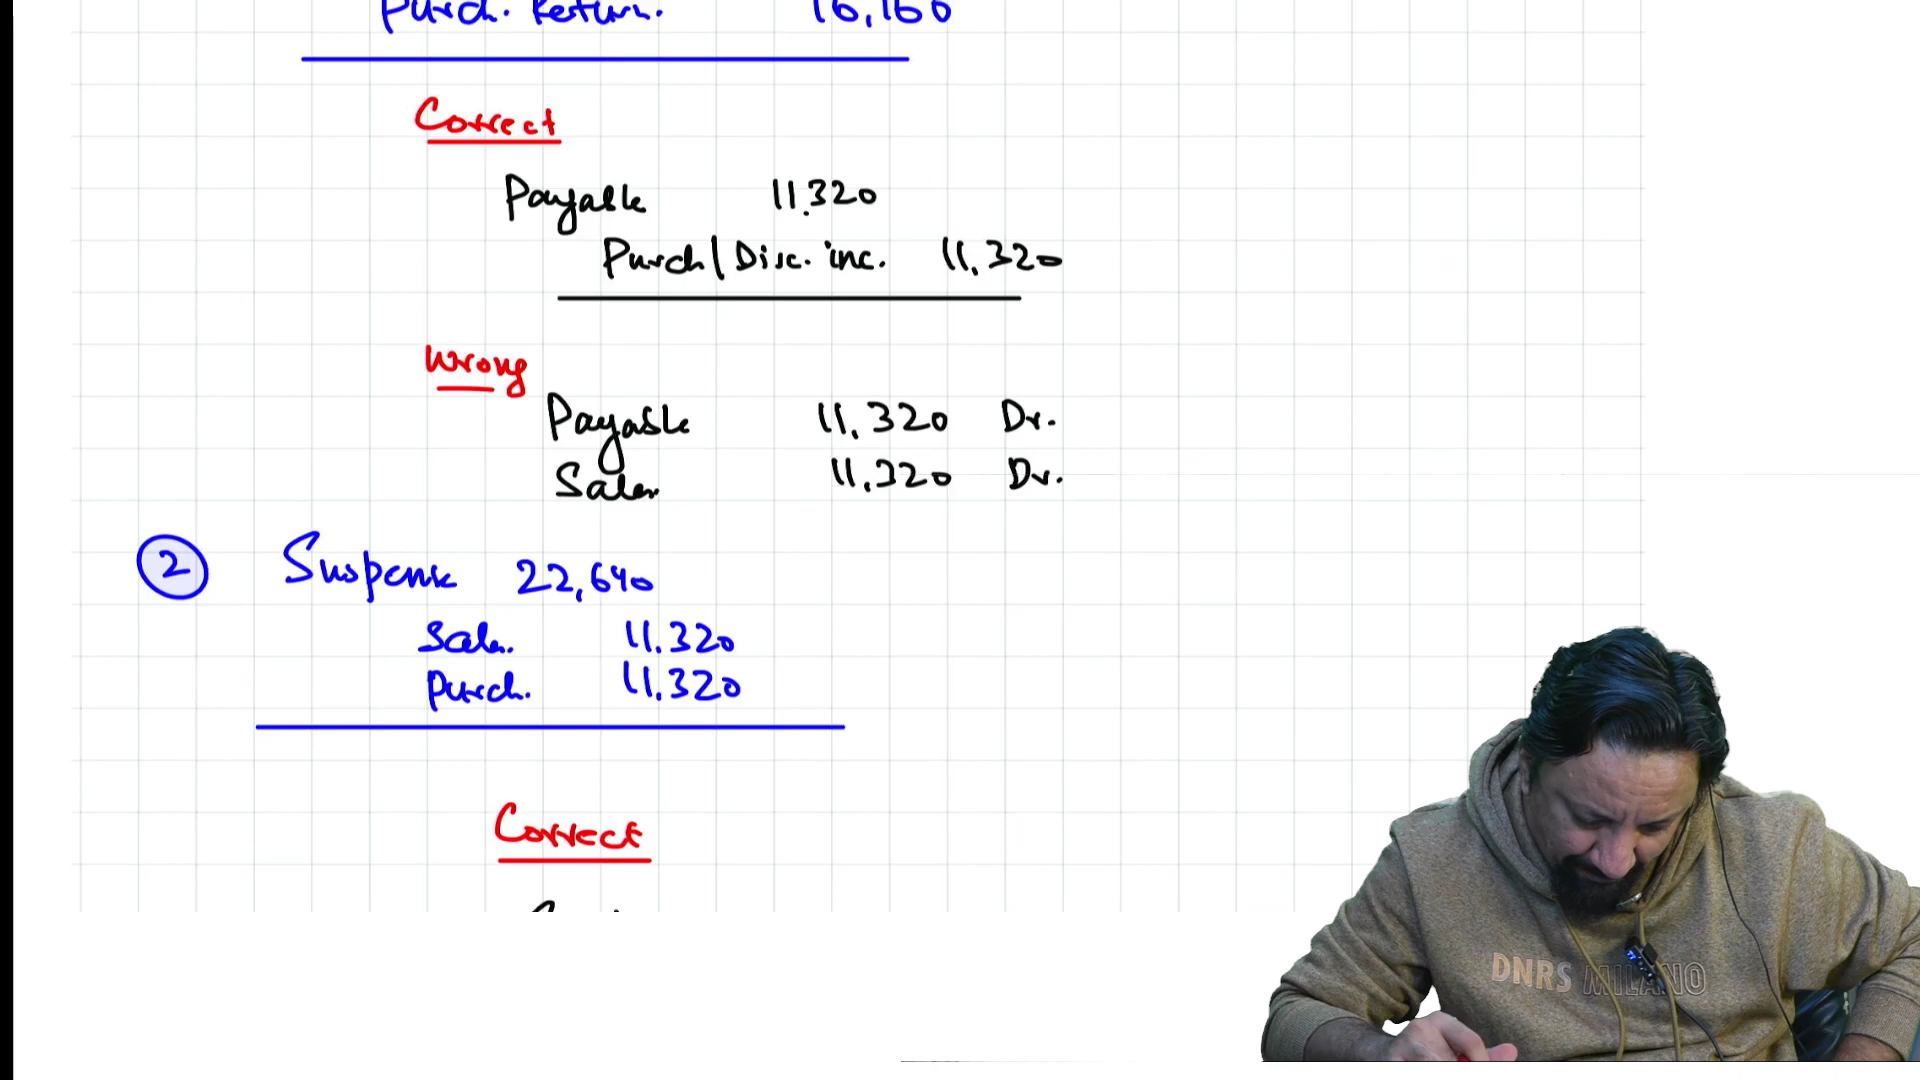 Purch. Return. 16,160
Correct
Payable 11.320
Purch/Disc. inc. 11,320
Wrong
Payable 11,320 Dr.
Sales 11,320 Dr.
2 Suspense 22,640
Sales. 11.320
Purch. 11.320
Correct
DNRS MILANO